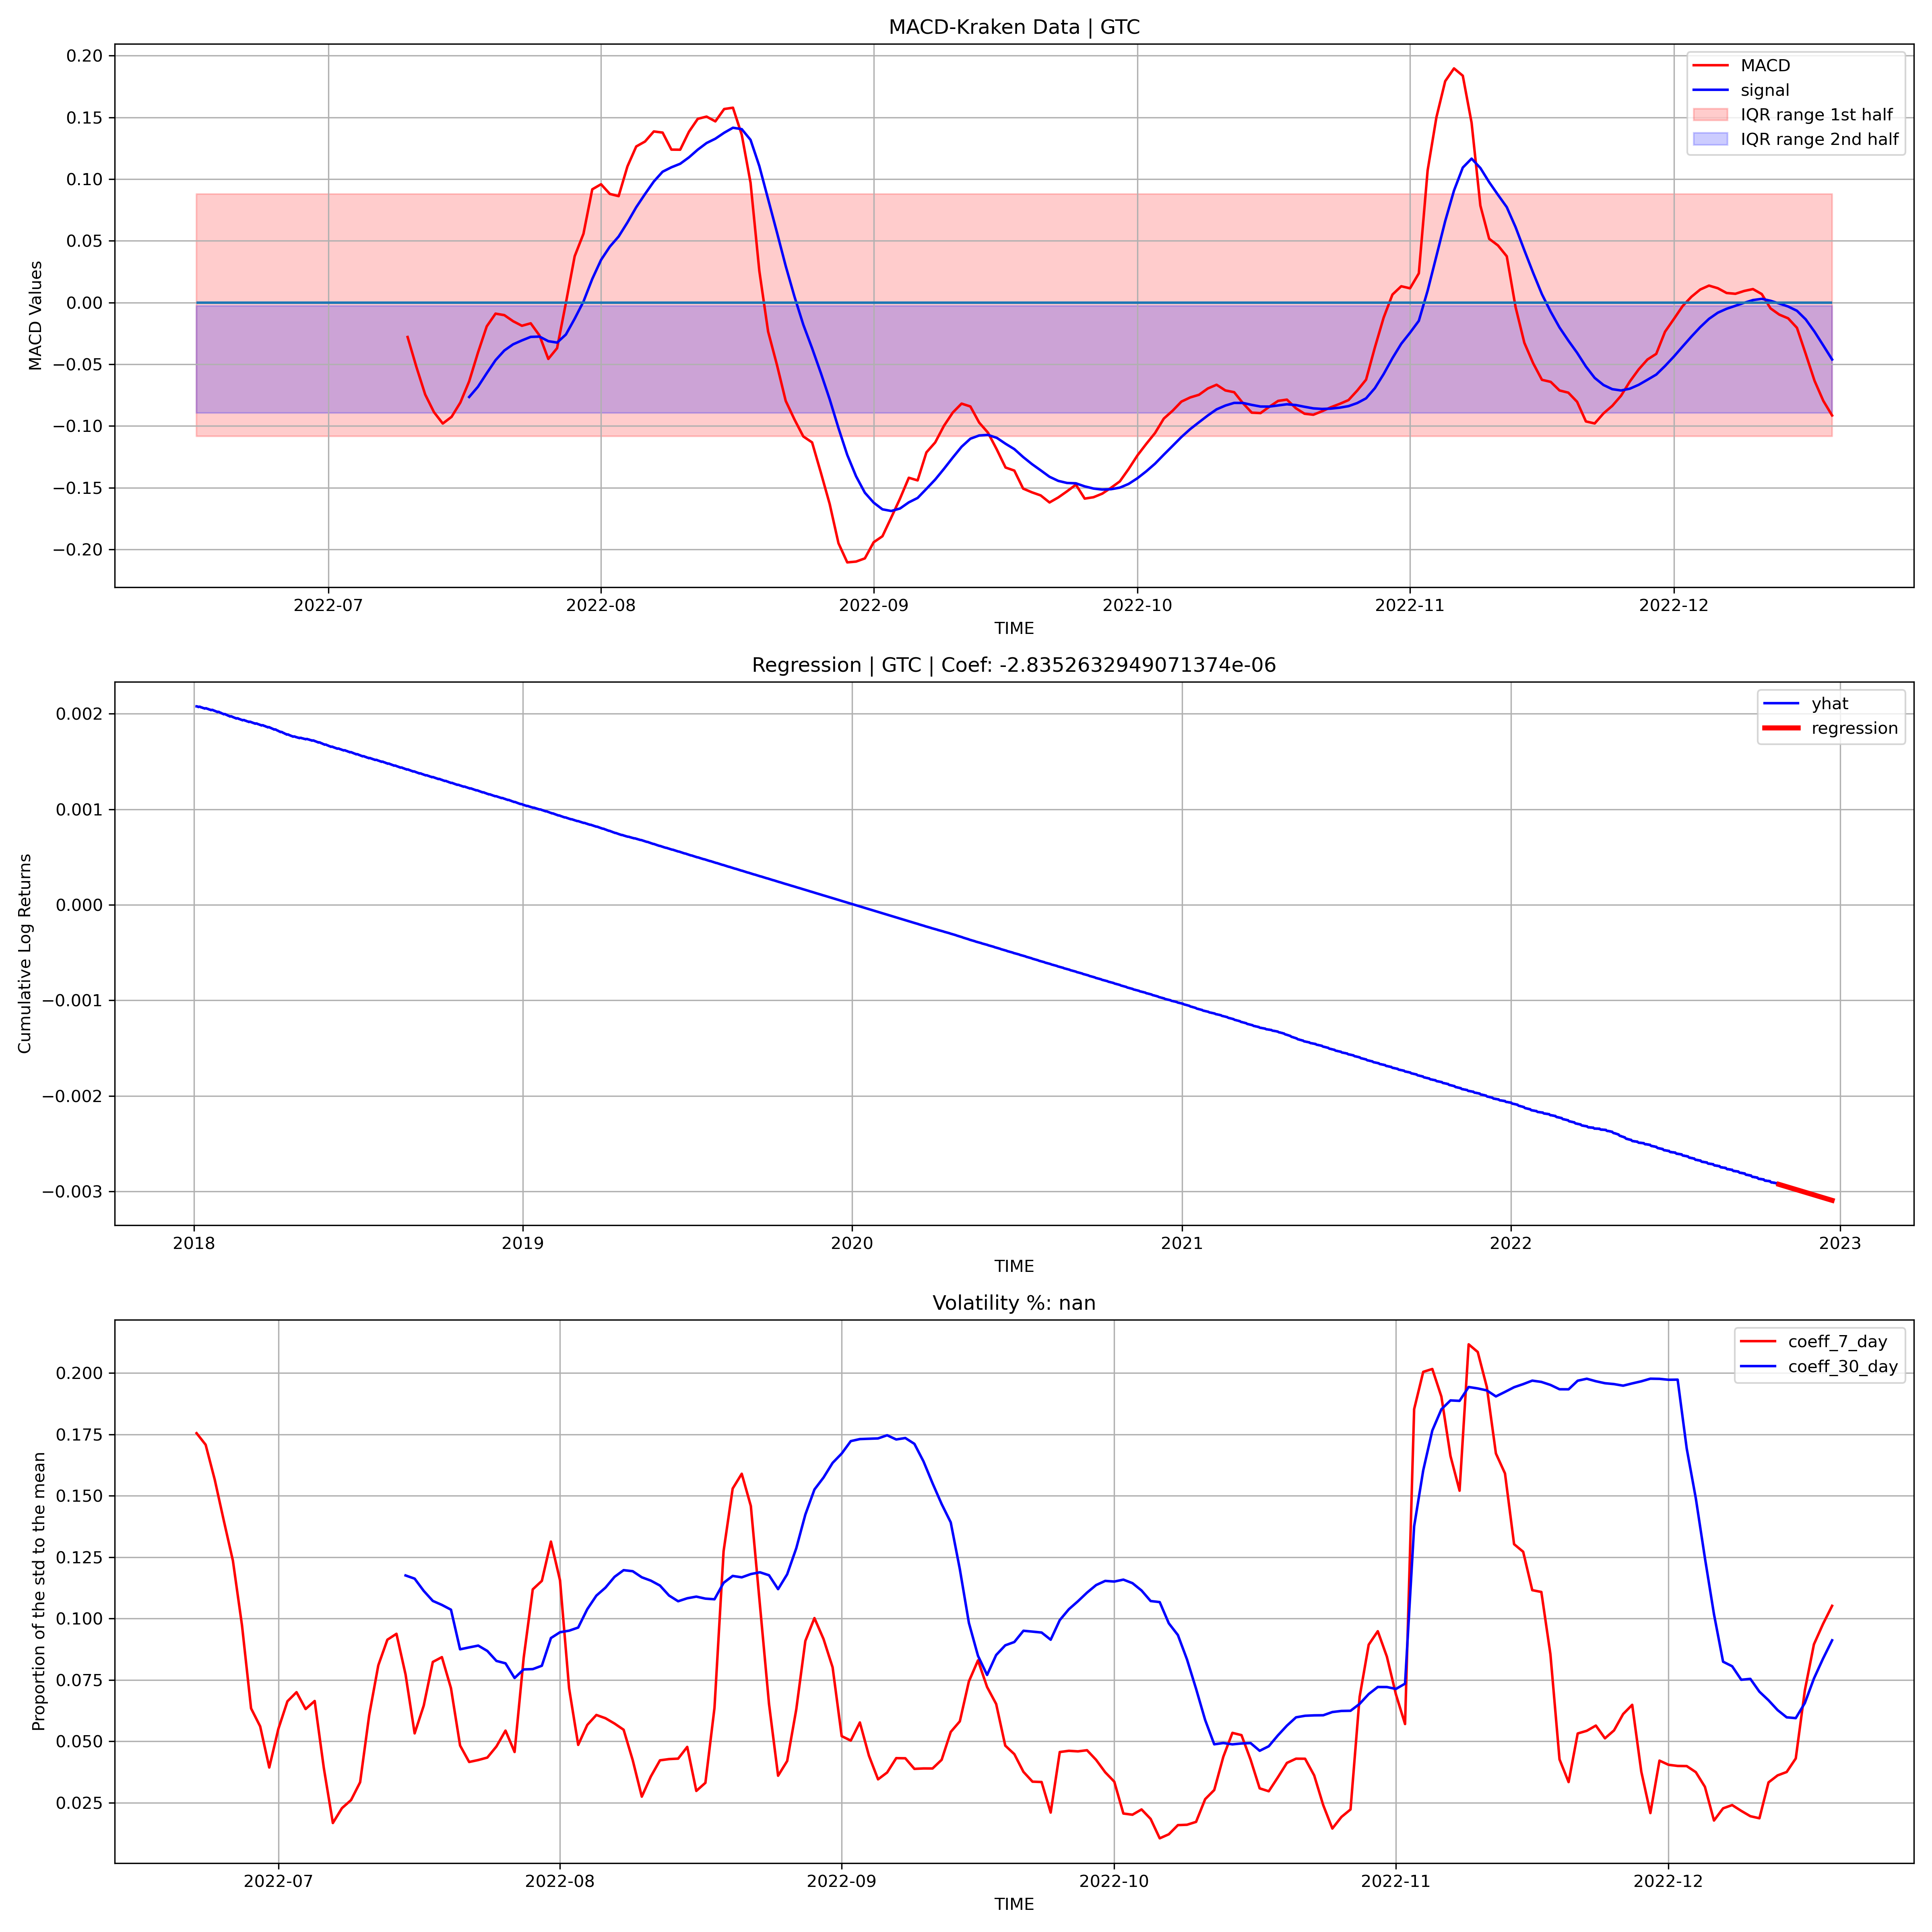 MACD-Kraken Data | GTC
MACD Values
0.20
0.15
0.10
0.05
0.00
−0.05
−0.10
−0.15
−0.20
MACD
signal
IQR range 1st half
IQR range 2nd half
2022-07
2022-08
2022-09
2022-10
2022-11
2022-12
TIME
Regression | GTC | Coef: -2.8352632949071374e-06
Cumulative Log Returns
0.002
0.001
0.000
−0.001
−0.002
−0.003
yhat
regression
2018
2019
2020
2021
2022
2023
TIME
Volatility %: nan
Proportion of the std to the mean
0.200
0.175
0.150
0.125
0.100
0.075
0.050
0.025
coeff_7_day
coeff_30_day
2022-07
2022-08
2022-09
2022-10
2022-11
2022-12
TIME